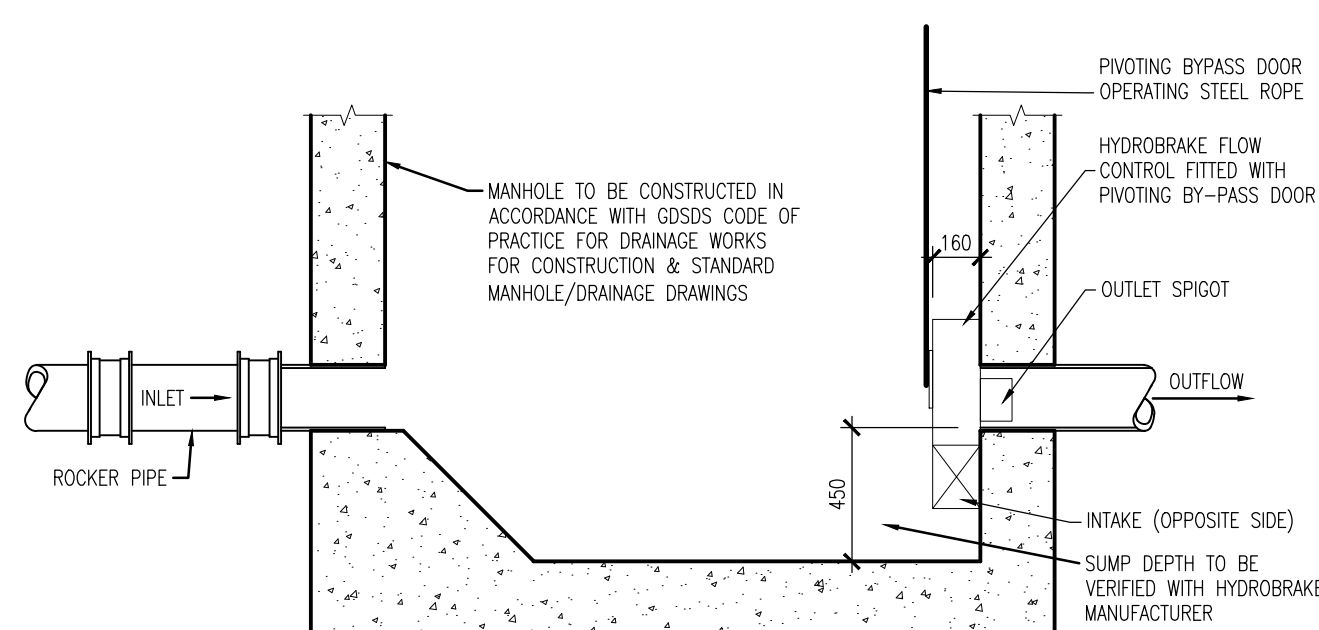 PIVOTING BYPASS DOOR
OPERATING STEEL ROPE
HYDROBRAKE FLOW
CONTROL FITTED WITH
PIVOTING BY-PASS DOOR
MANHOLE TO BE CONSTRUCTED IN
ACCORDANCE WITH GDSDS CODE OF
PRACTICE FOR DRAINAGE WORKS
FOR CONSTRUCTION & STANDARD
MANHOLE/DRAINAGE DRAWINGS
160
OUTLET SPIGOT
INLET
OUTFLOW
ROCKER PIPE
450
INTAKE (OPPOSITE SIDE)
SUMP DEPTH TO BE
VERIFIED WITH HYDROBRAKE
MANUFACTURER